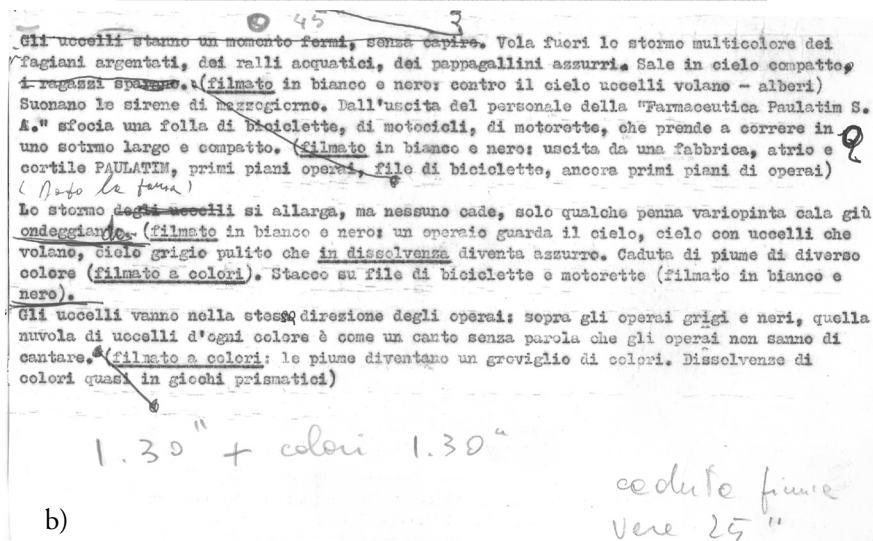 45 3
Gli uccelli stanno un momento fermi, senza capire. Vola fuori lo stormo multicolore dei
fagiani argentati, dei ralli acquatici, dei pappagallini azzurri. Sale in cielo compatto,
i ragazzi sparano. (filmato in bianco e nero: contro il cielo uccelli volano - alberi)
Suonano le sirene di mezzogiorno. Dall'uscita del personale della "Farmaceutica Paulatim S.
A." sfocia una folla di biciclette, di motocicli, di motorette, che prende a correre in
uno sotrmo largo e compatto. (filmato in bianco e nero: uscita da una fabbrica, atrio e
cortile PAULATIM, primi piani operai, file di biciclette, ancora primi piani di operai)
(Dopo la
Lo stormo degli uccelli si allarga, ma nessuno cade, solo qualche penna variopinta cala giù
ondeggiando. (filmato in bianco e nero: un operaio guarda il cielo, cielo con uccelli che
volano, cielo grigio pulito che in dissolvenza diventa azzurro. Caduta di piume di diverso
colore (filmato a colori). Stacco su file di biciclette e motorette (filmato in bianco e
nero).
Gli uccelli vanno nella stessa direzione degli operai: sopra gli operai grigi e neri, quella
nuvola di uccelli d'ogni colore è come un canto senza parola che gli operai non sanno di
cantare. (filmato a colori: le piume diventano un groviglio di colori. Dissolvenze di
colori quasi in giochi prismatici)
1.30" + colori 1.30"
caduta piume
vere 25"
b)